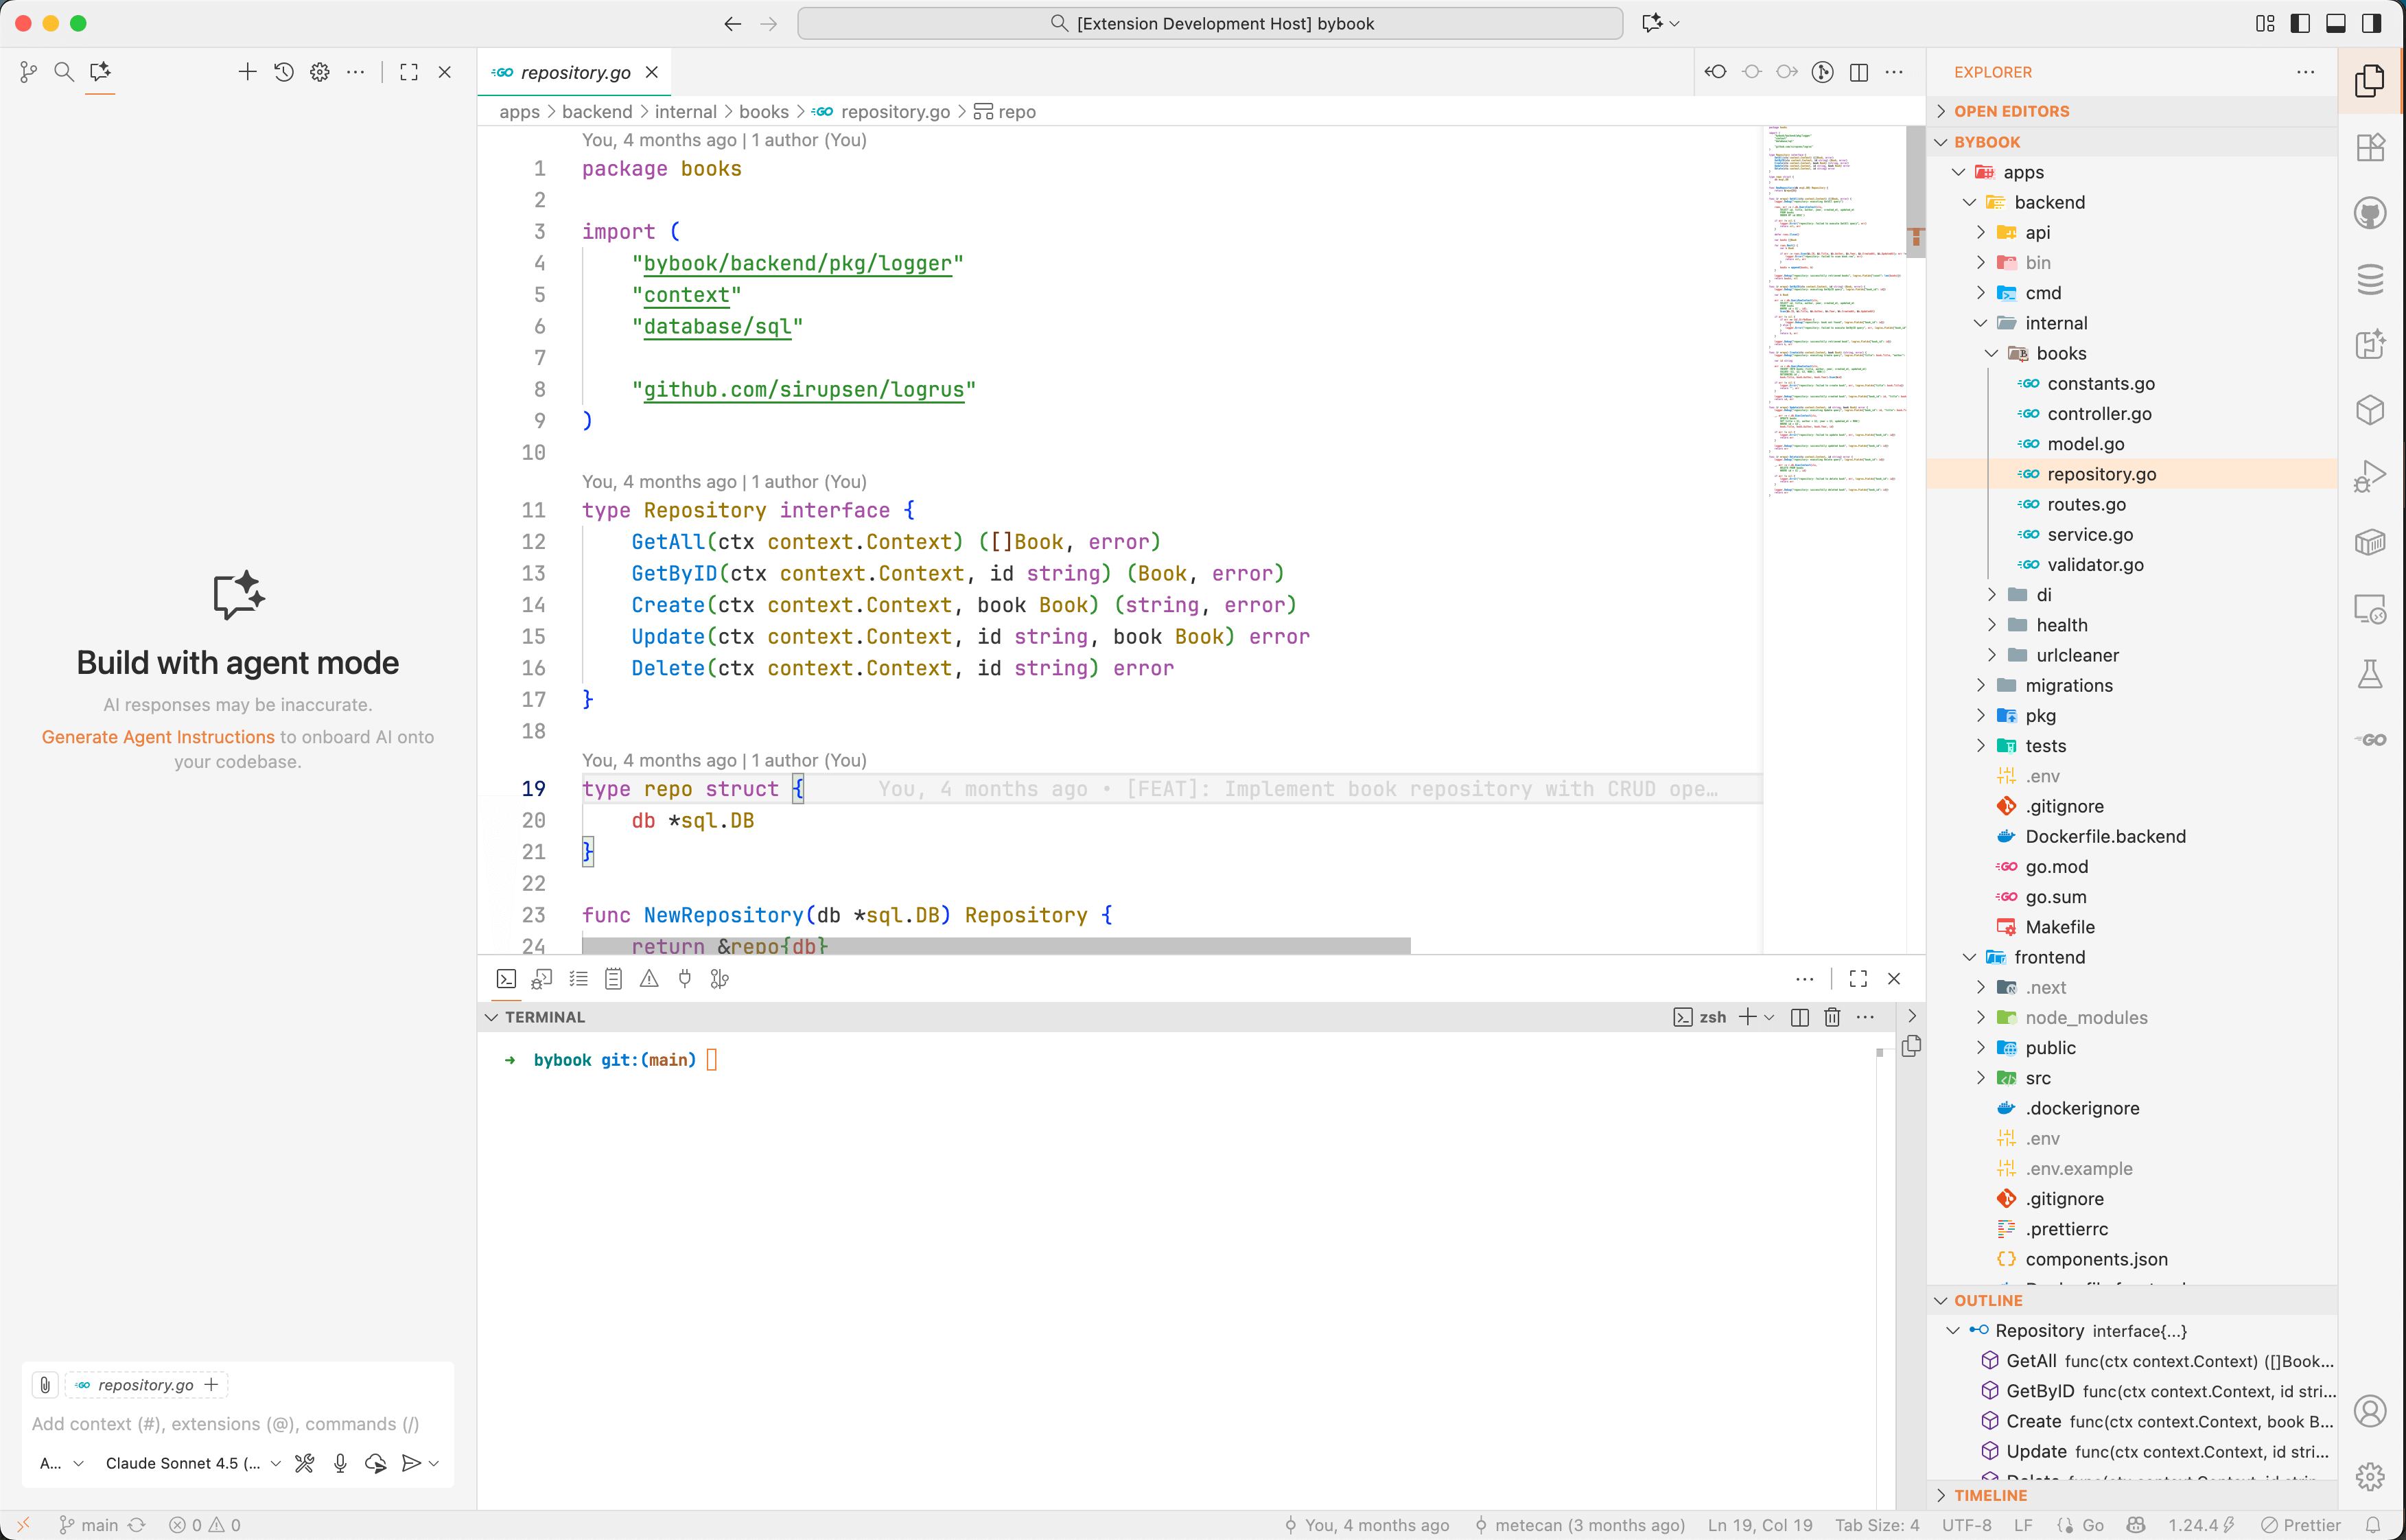 [Extension Development Host] bybook
repository.go
apps > backend > internal > books > repository.go > repo
You, 4 months ago | 1 author (You)
1 package books
2
3 import (
4 "bybook/backend/pkg/logger"
5 "context"
6 "database/sql"
7
8 "github.com/sirupsen/logrus"
9 )
10
You, 4 months ago | 1 author (You)
11 type Repository interface {
12 GetAll(ctx context.Context) ([]Book, error)
13 GetByID(ctx context.Context, id string) (Book, error)
14 Create(ctx context.Context, book Book) (string, error)
15 Update(ctx context.Context, id string, book Book) error
16 Delete(ctx context.Context, id string) error
17 }
18
You, 4 months ago | 1 author (You)
19 type repo struct { You, 4 months ago • [FEAT]: Implement book repository with CRUD ope…
20 db *sql.DB
21 }
22
23 func NewRepository(db *sql.DB) Repository {
24 return &repo{db}
Build with agent mode
AI responses may be inaccurate.
Generate Agent Instructions to onboard AI onto
your codebase.
repository.go
Add context (#), extensions (@), commands (/)
A... Claude Sonnet 4.5 (...
TERMINAL
zsh
➜ bybook git:(main)
EXPLORER
OPEN EDITORS
BYBOOK
apps
backend
api
bin
cmd
internal
books
constants.go
controller.go
model.go
repository.go
routes.go
service.go
validator.go
di
health
urlcleaner
migrations
pkg
tests
.env
.gitignore
Dockerfile.backend
go.mod
go.sum
Makefile
frontend
.next
node_modules
public
src
.dockerignore
.env
.env.example
.gitignore
.prettierrc
components.json
OUTLINE
Repository interface{...}
GetAll func(ctx context.Context) ([]Book...
GetByID func(ctx context.Context, id stri...
Create func(ctx context.Context, book B...
Update func(ctx context.Context, id stri...
TIMELINE
main
0 0
You, 4 months ago
metecan (3 months ago)
Ln 19, Col 19
Tab Size: 4
UTF-8
LF
Go
1.24.4
Prettier